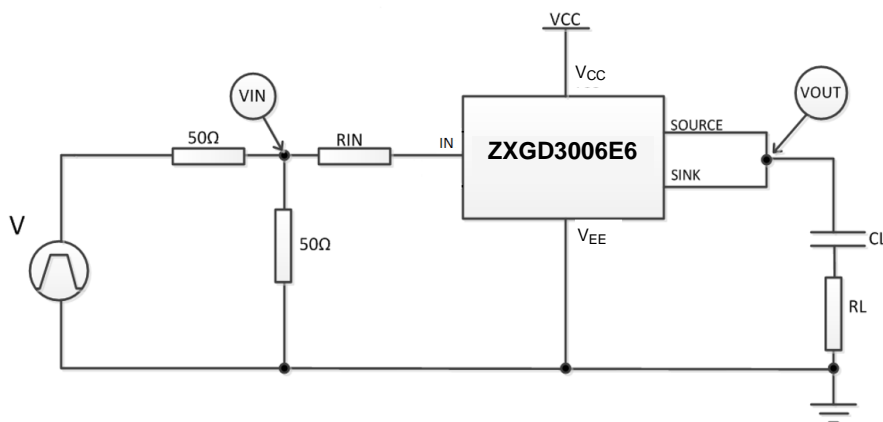 VCC
VCC
VIN
VOUT
50Ω
RIN
IN
ZXGD3006E6
SOURCE
SINK
V
50Ω
VEE
CL
RL